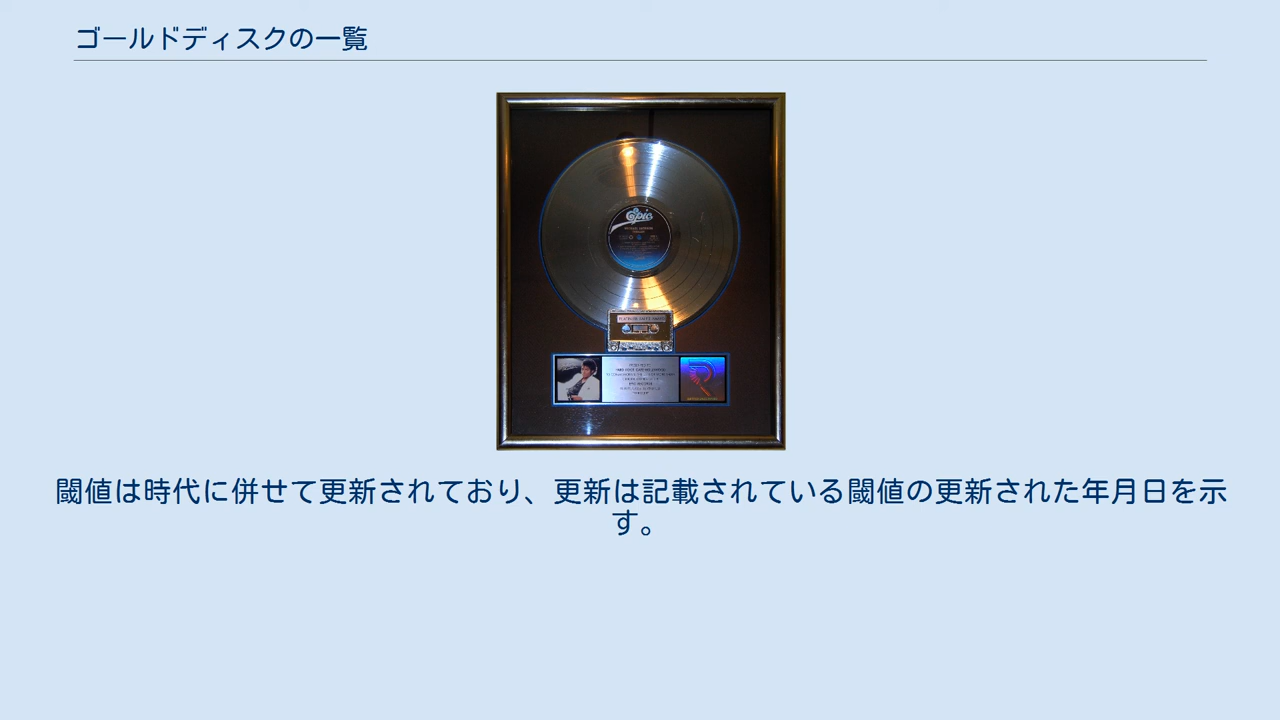 ゴールドディスクの一覧
Epic
閾値は時代に併せて更新されており、更新は記載されている閾値の更新された年月日を示
す。